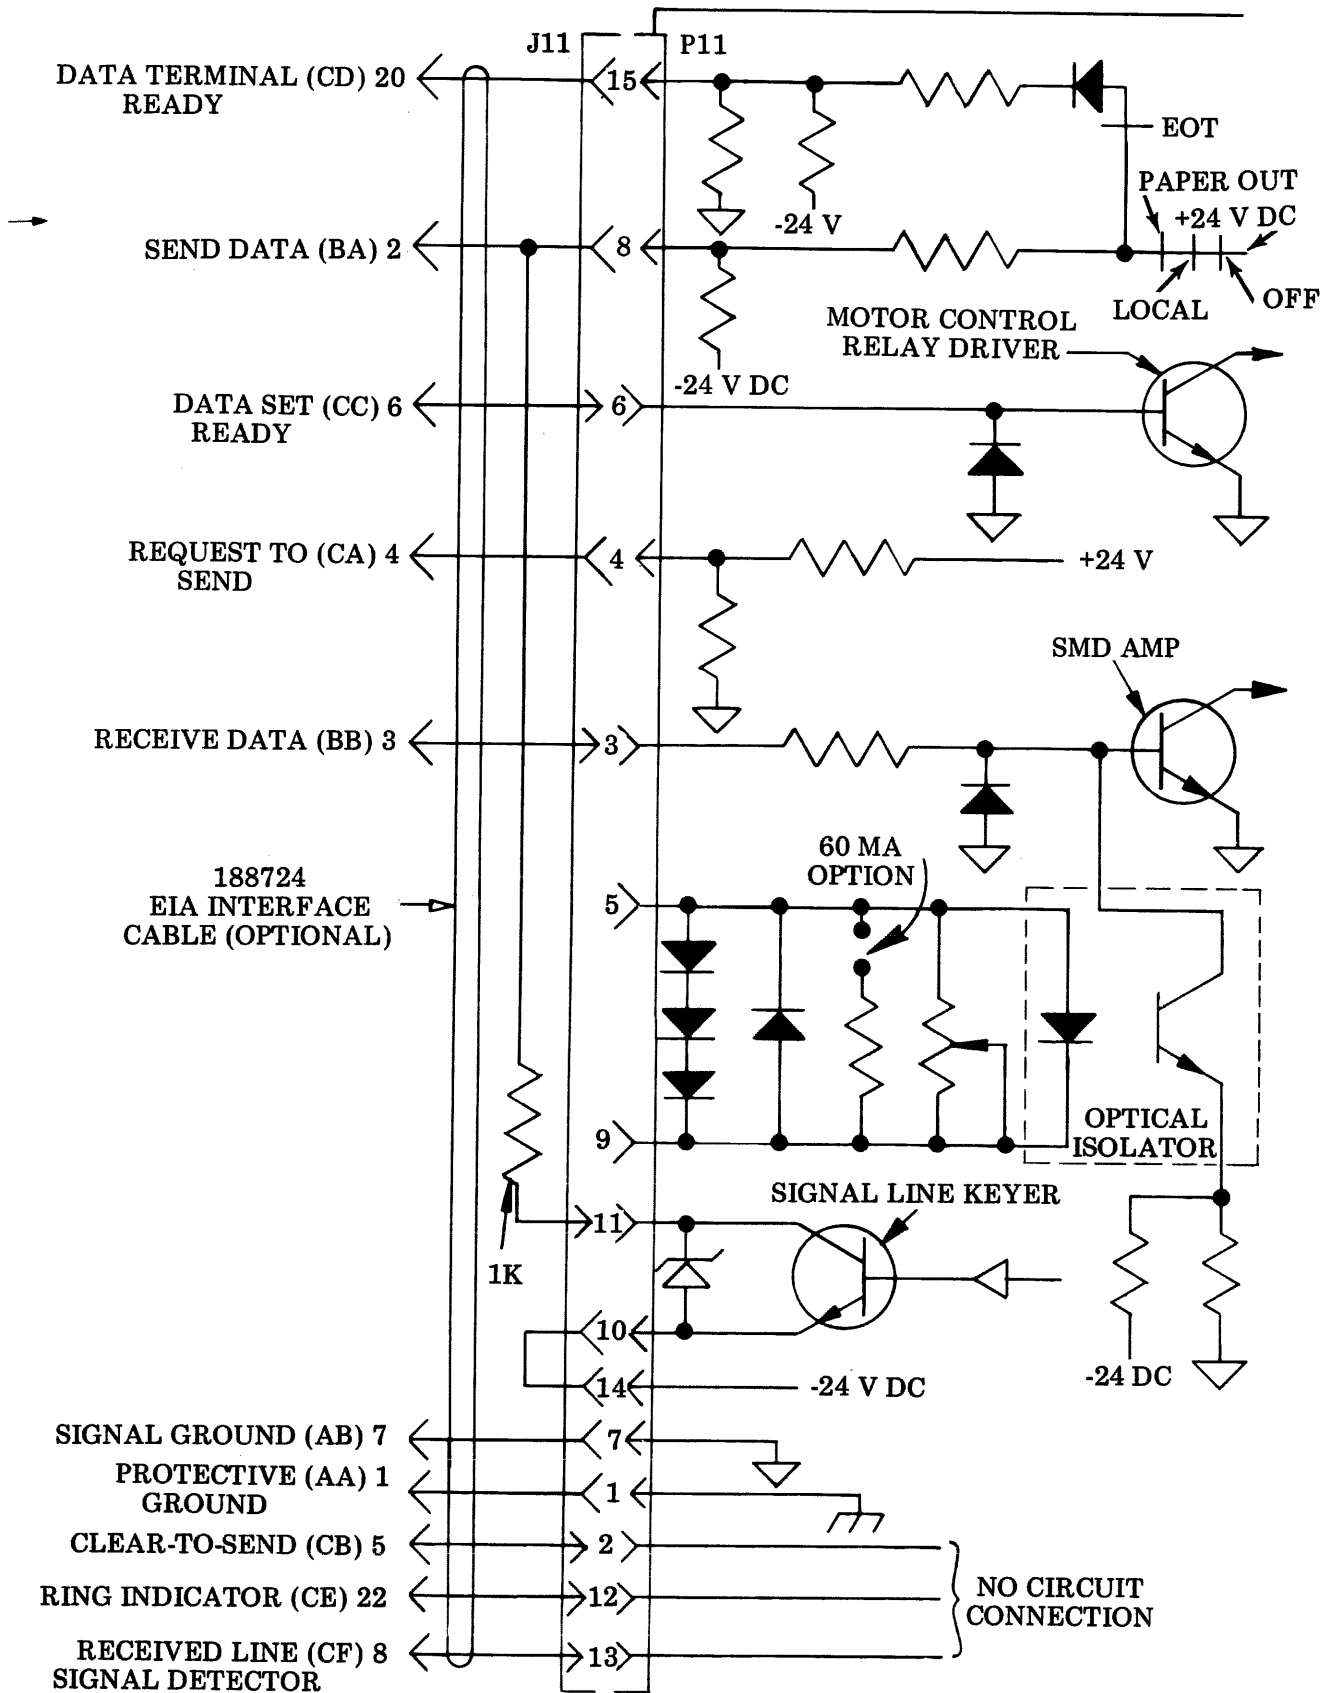 J11
P11
DATA TERMINAL (CD) 20
READY
15
EOT
PAPER OUT
+24 V DC
-24 V
SEND DATA (BA) 2
8
LOCAL
OFF
MOTOR CONTROL
RELAY DRIVER
-24 V DC
DATA SET (CC) 6
READY
6
REQUEST TO (CA) 4
SEND
4
+24 V
SMD AMP
RECEIVE DATA (BB) 3
3
60 MA
OPTION
188724
EIA INTERFACE
CABLE (OPTIONAL)
5
9
OPTICAL
ISOLATOR
SIGNAL LINE KEYER
11
1K
10
14
-24 V DC
-24 DC
SIGNAL GROUND (AB) 7
7
PROTECTIVE (AA) 1
GROUND
1
CLEAR-TO-SEND (CB) 5
2
RING INDICATOR (CE) 22
12
NO CIRCUIT
CONNECTION
RECEIVED LINE (CF) 8
SIGNAL DETECTOR
13